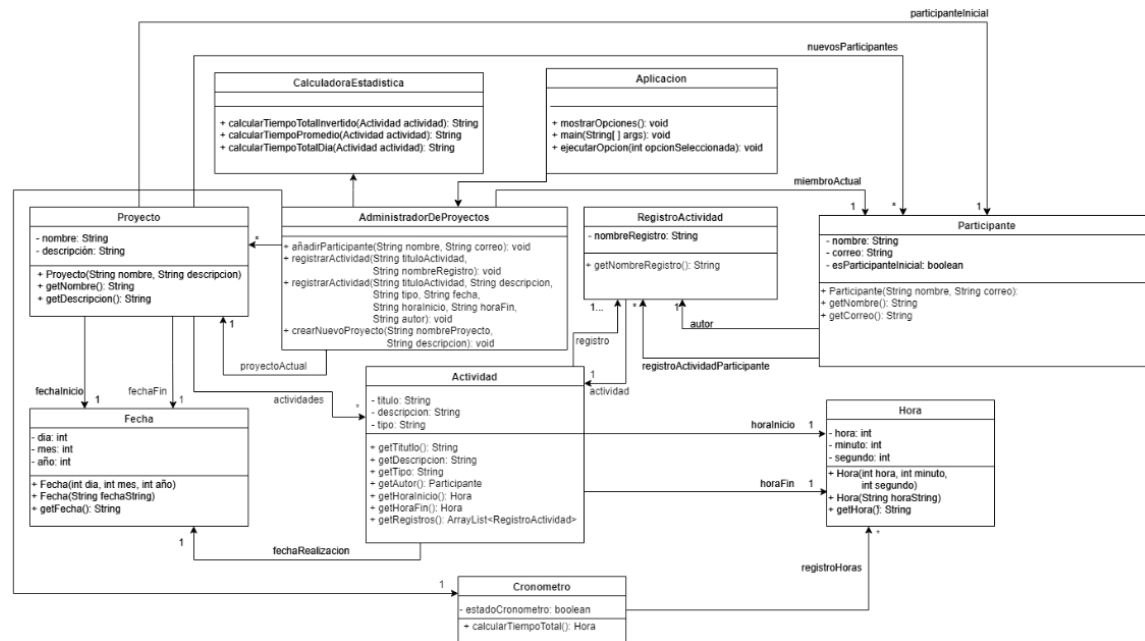 participanteInicial
nuevosParticipantes
CalculadoraEstadistica
+ calcularTiempoTotalInvertido(Actividad actividad): String
+ calcularTiempoPromedio(Actividad actividad): String
+ calcularTiempoTotalDia(Actividad actividad): String
Aplicacion
+ mostrarOpciones(): void
+ main(String[ ] args): void
+ ejecutarOpcion(int opcionSeleccionada): void
miembroActual
1
*
1
Proyecto
- nombre: String
- descripción: String
+ Proyecto(String nombre, String descripcion)
+ getNombre(): String
+ getDescripcion(): String
*
AdministradorDeProyectos
+ añadirParticipante(String nombre, String correo): void
+ registrarActividad(String tituloActividad,
String nombreRegistro): void
+ registrarActividad(String tituloActividad, String descripcion,
String tipo, String fecha,
String horaInicio, String horaFin,
String autor): void
+ crearNuevoProyecto(String nombreProyecto,
String descripcion): void
RegistroActividad
- nombreRegistro: String
+ getNombreRegistro(): String
Participante
- nombre: String
- correo: String
- esParticipanteInicial: boolean
+ Participante(String nombre, String correo):
+ getNombre(): String
+ getCorreo(): String
1...
*
1
autor
registroActividadParticipante
registro
1
actividad
1
proyectoActual
fechaInicio
1
fechaFin
1
actividades
*
Fecha
- dia: int
- mes: int
- año: int
+ Fecha(int dia, int mes, int año)
+ Fecha(String fechaString)
+ getFecha(): String
Actividad
- titulo: String
- descripcion: String
- tipo: String
+ getTitutlo(): String
+ getDescripcion: String
+ getTipo: String
+ getAutor(): Participante
+ getHoraInicio(): Hora
+ getHoraFin(): Hora
+ getRegistros(): ArrayList<RegistroActividad>
horaInicio
1
horaFin
1
Hora
- hora: int
- minuto: int
- segundo: int
+ Hora(int hora, int minuto,
int segundo)
+ Hora(String horaString)
+ getHora(): String
*
1
fechaRealizacion
registroHoras
1
Cronometro
- estadoCronometro: boolean
+ calcularTiempoTotal(): Hora